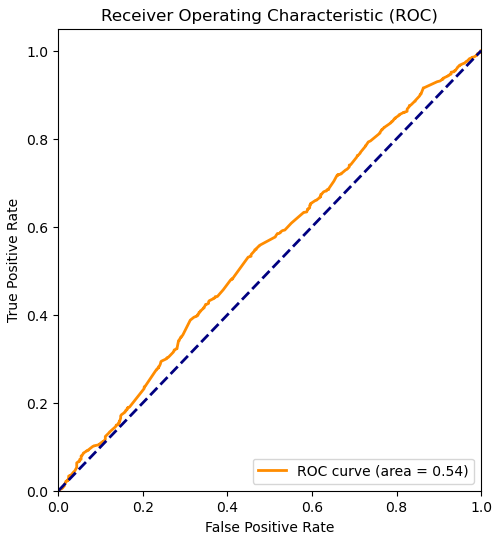 Receiver Operating Characteristic (ROC)
True Positive Rate
1.0
0.8
0.6
0.4
0.2
0.0
0.0 0.2 0.4 0.6 0.8 1.0
False Positive Rate
ROC curve (area = 0.54)